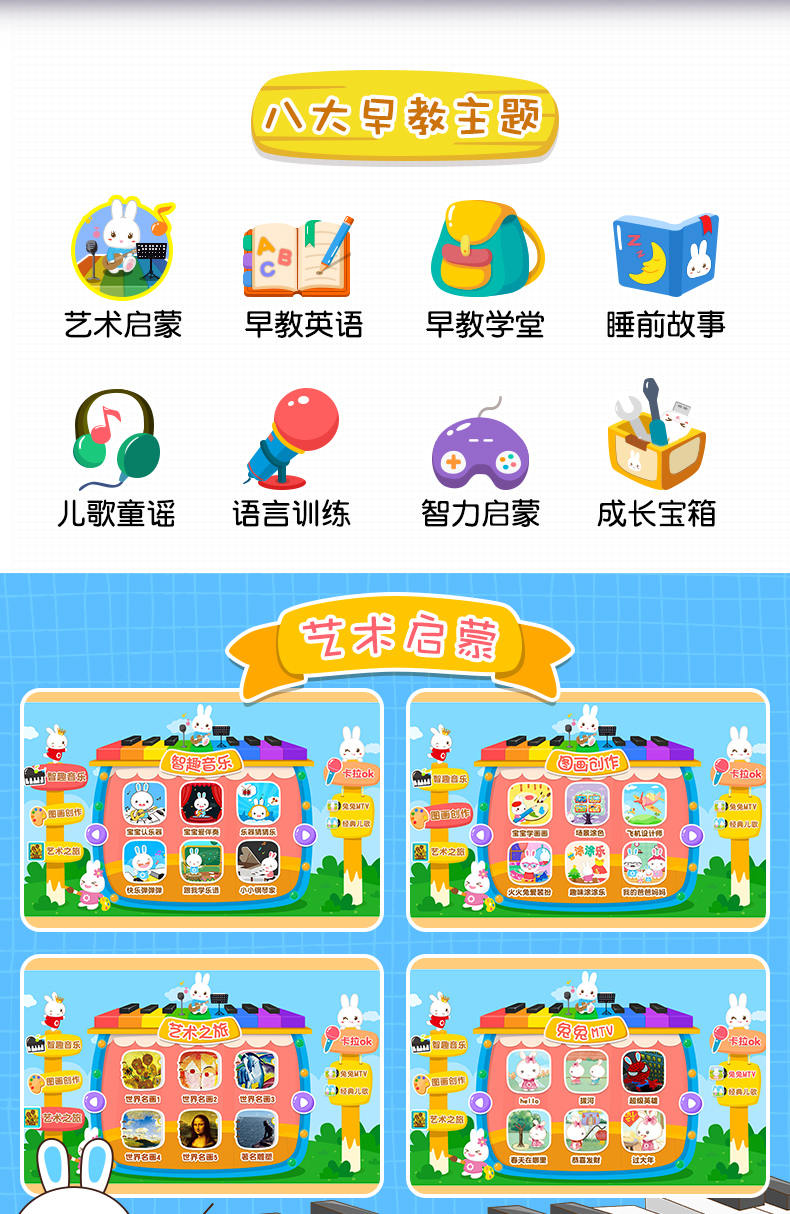 八大早教主题
艺术启蒙
早教英语
早教学堂
睡前故事
儿歌童谣
语言训练
智力启蒙
成长宝箱
艺术启蒙
智趣音乐
智趣音乐
图画创作
艺术之旅
卡拉ok
兔兔MTV
经典儿歌
宝宝认乐器
宝宝爱伴奏
乐器猜猜乐
快乐弹弹弹
跟我学乐谱
小小钢琴家
图画创作
智趣音乐
图画创作
艺术之旅
卡拉ok
兔兔MTV
经典儿歌
宝宝学画画
场景涂色
飞机设计师
涂涂乐
火火兔爱装扮
趣味涂涂乐
我的爸爸妈妈
艺术之旅
智趣音乐
图画创作
艺术之旅
卡拉ok
兔兔MTV
经典儿歌
世界名画1
世界名画2
世界名画3
世界名画4
世界名画5
著名雕塑
兔兔MTV
智趣音乐
图画创作
艺术之旅
卡拉ok
兔兔MTV
经典儿歌
hello
拔河
超级英雄
春天在哪里
恭喜发财
过大年